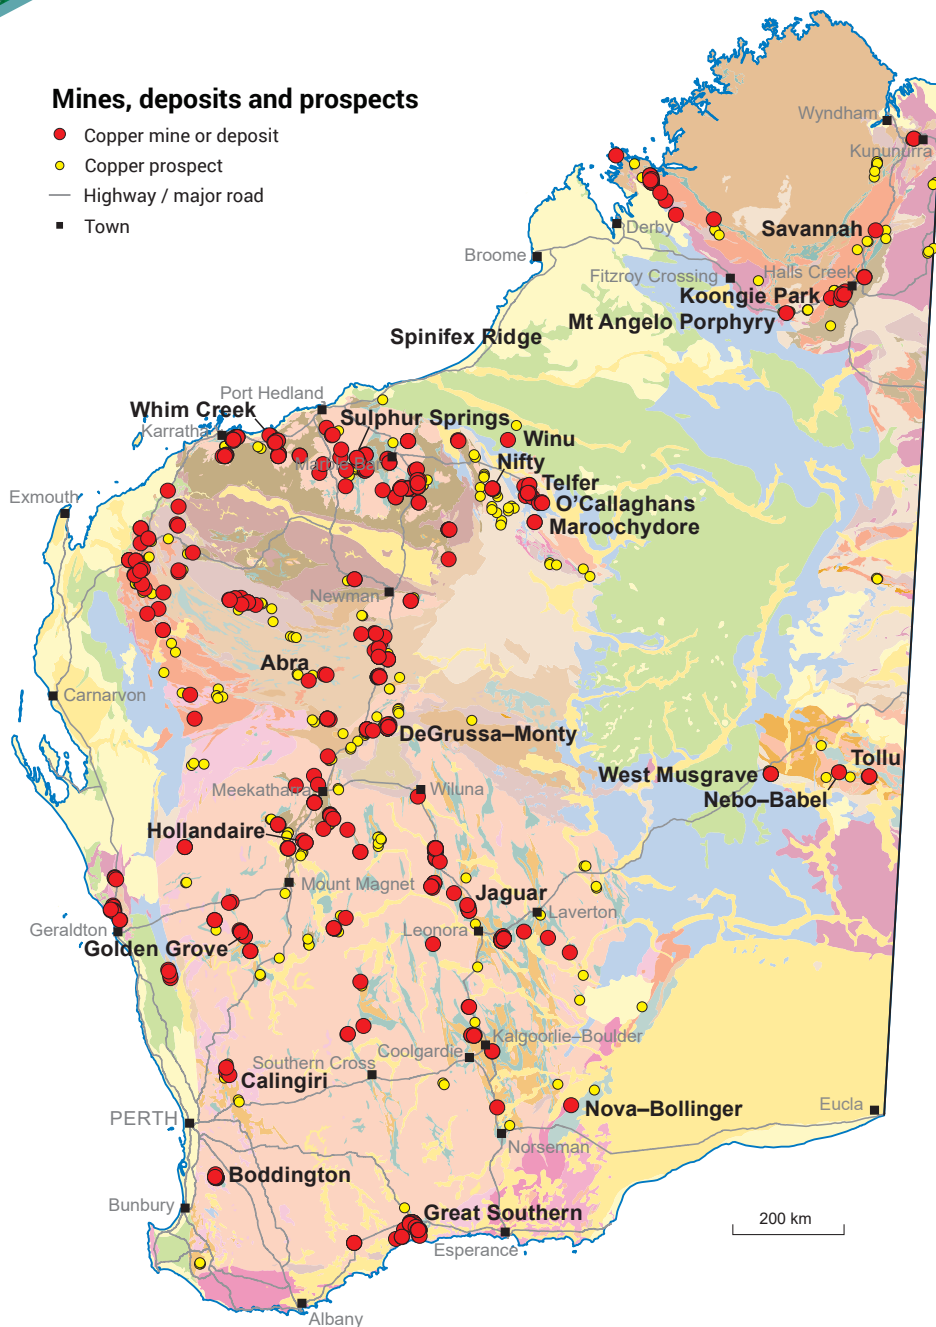 Mines, deposits and prospects
Copper mine or deposit
Copper prospect
Highway / major road
Town
Wyndham
Kununurra
Derby
Savannah
Broome
Fitzroy Crossing
Halls Creek
Koongie Park
Mt Angelo Porphyry
Spinifex Ridge
Port Hedland
Whim Creek
Karratha
Sulphur Springs
Winu
Marble Bar
Nifty
Telfer
O'Callaghans
Maroochydore
Exmouth
Newman
Abra
Carnarvon
DeGrussa–Monty
Tollu
West Musgrave
Nebo–Babel
Meekatharra
Wiluna
Hollandaire
Mount Magnet
Jaguar
Laverton
Geraldton
Leonora
Golden Grove
Kalgoorlie–Boulder
Coolgardie
Southern Cross
Calingiri
Nova–Bollinger
Eucla
PERTH
Norseman
Boddington
Bunbury
Great Southern
200 km
Esperance
Albany